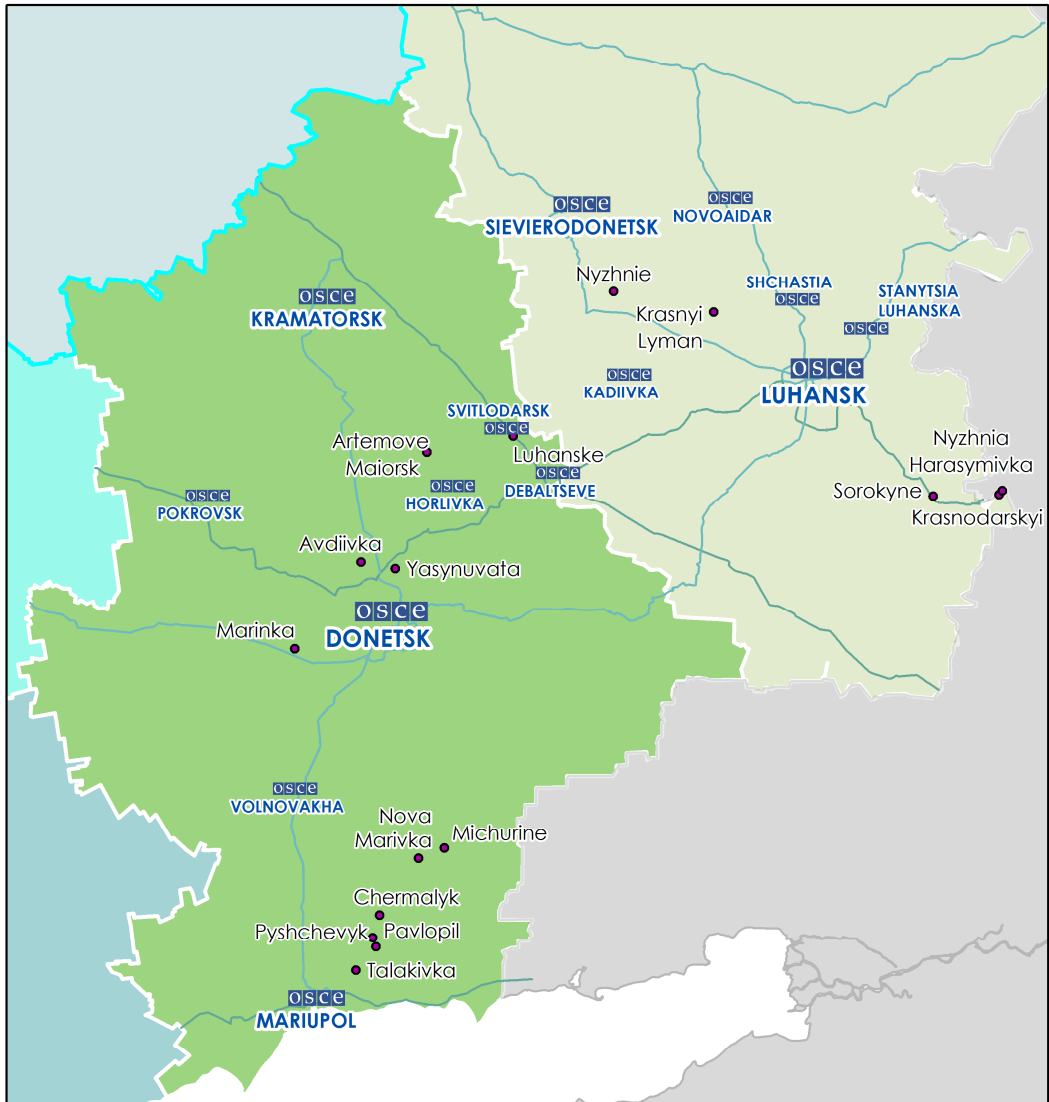 osce
SIEVIERODONETSK
osce
NOVOAIDAR
Nyzhnie
SHCHASTIA
osce
STANYTSIA
LUHANSKA
osce
osce
KRAMATORSK
Krasnyi
Lyman
osce
LUHANSK
osce
KADIIVKA
SVITLODARSK
osce
Artemove
Maiorsk
Luhanske
osce
DEBALTSEVE
Nyzhnia
Harasymivka
Sorokyne
Krasnodarskyi
osce
POKROVSK
osce
HORLIVKA
Avdiivka
Yasynuvata
osce
DONETSK
Marinka
osce
VOLNOVAKHA
Nova
Marivka
Michurine
Chermalyk
Pyshchevyk
Pavlopil
Talakivka
osce
MARIUPOL